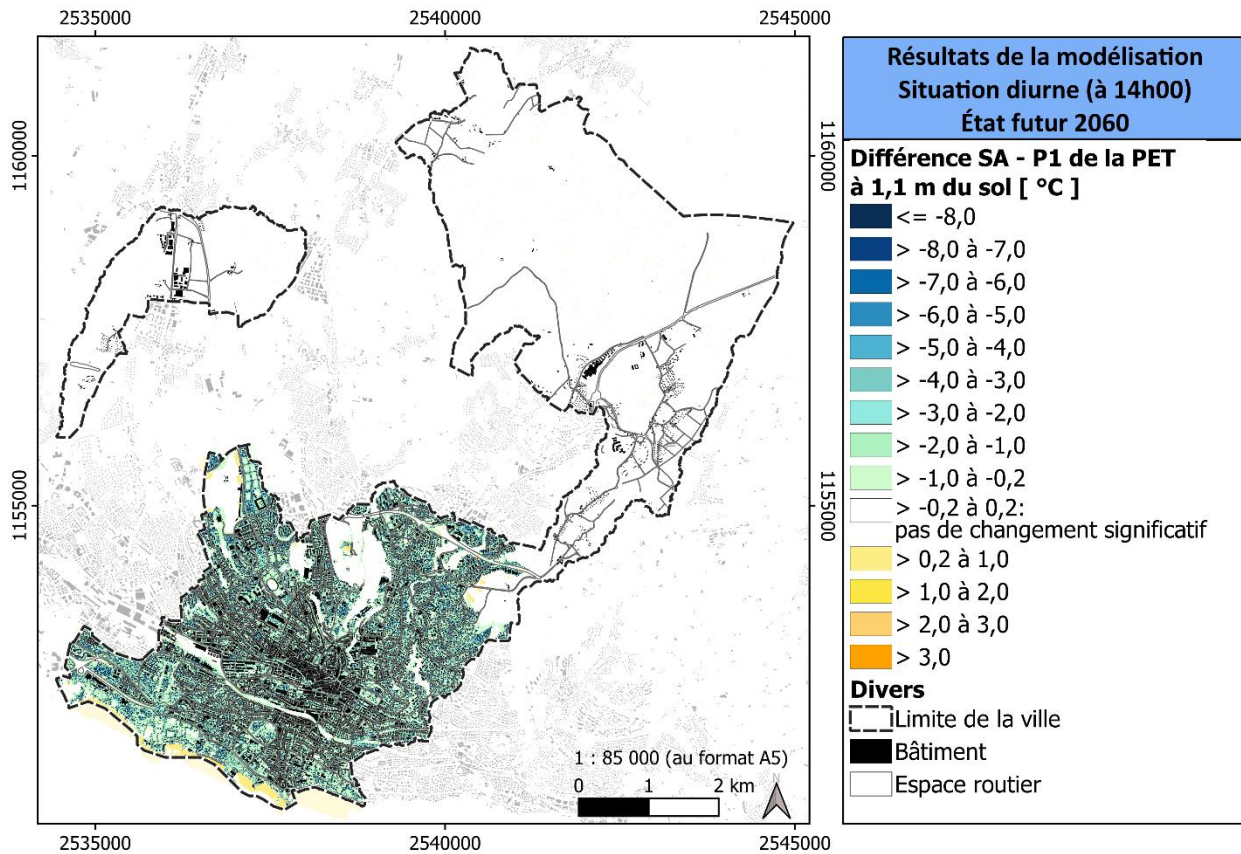 2535000
2540000
2545000
1160000
1160000
1155000
1155000
1 : 85 000 (au format A5)
0 1 2 km
N
2535000
2540000
2545000
Résultats de la modélisation
Situation diurne (à 14h00)
État futur 2060
Différence SA - P1 de la PET
à 1,1 m du sol [ °C ]
<= -8,0
> -8,0 à -7,0
> -7,0 à -6,0
> -6,0 à -5,0
> -5,0 à -4,0
> -4,0 à -3,0
> -3,0 à -2,0
> -2,0 à -1,0
> -1,0 à -0,2
> -0,2 à 0,2:
pas de changement significatif
> 0,2 à 1,0
> 1,0 à 2,0
> 2,0 à 3,0
> 3,0
Divers
Limite de la ville
Bâtiment
Espace routier